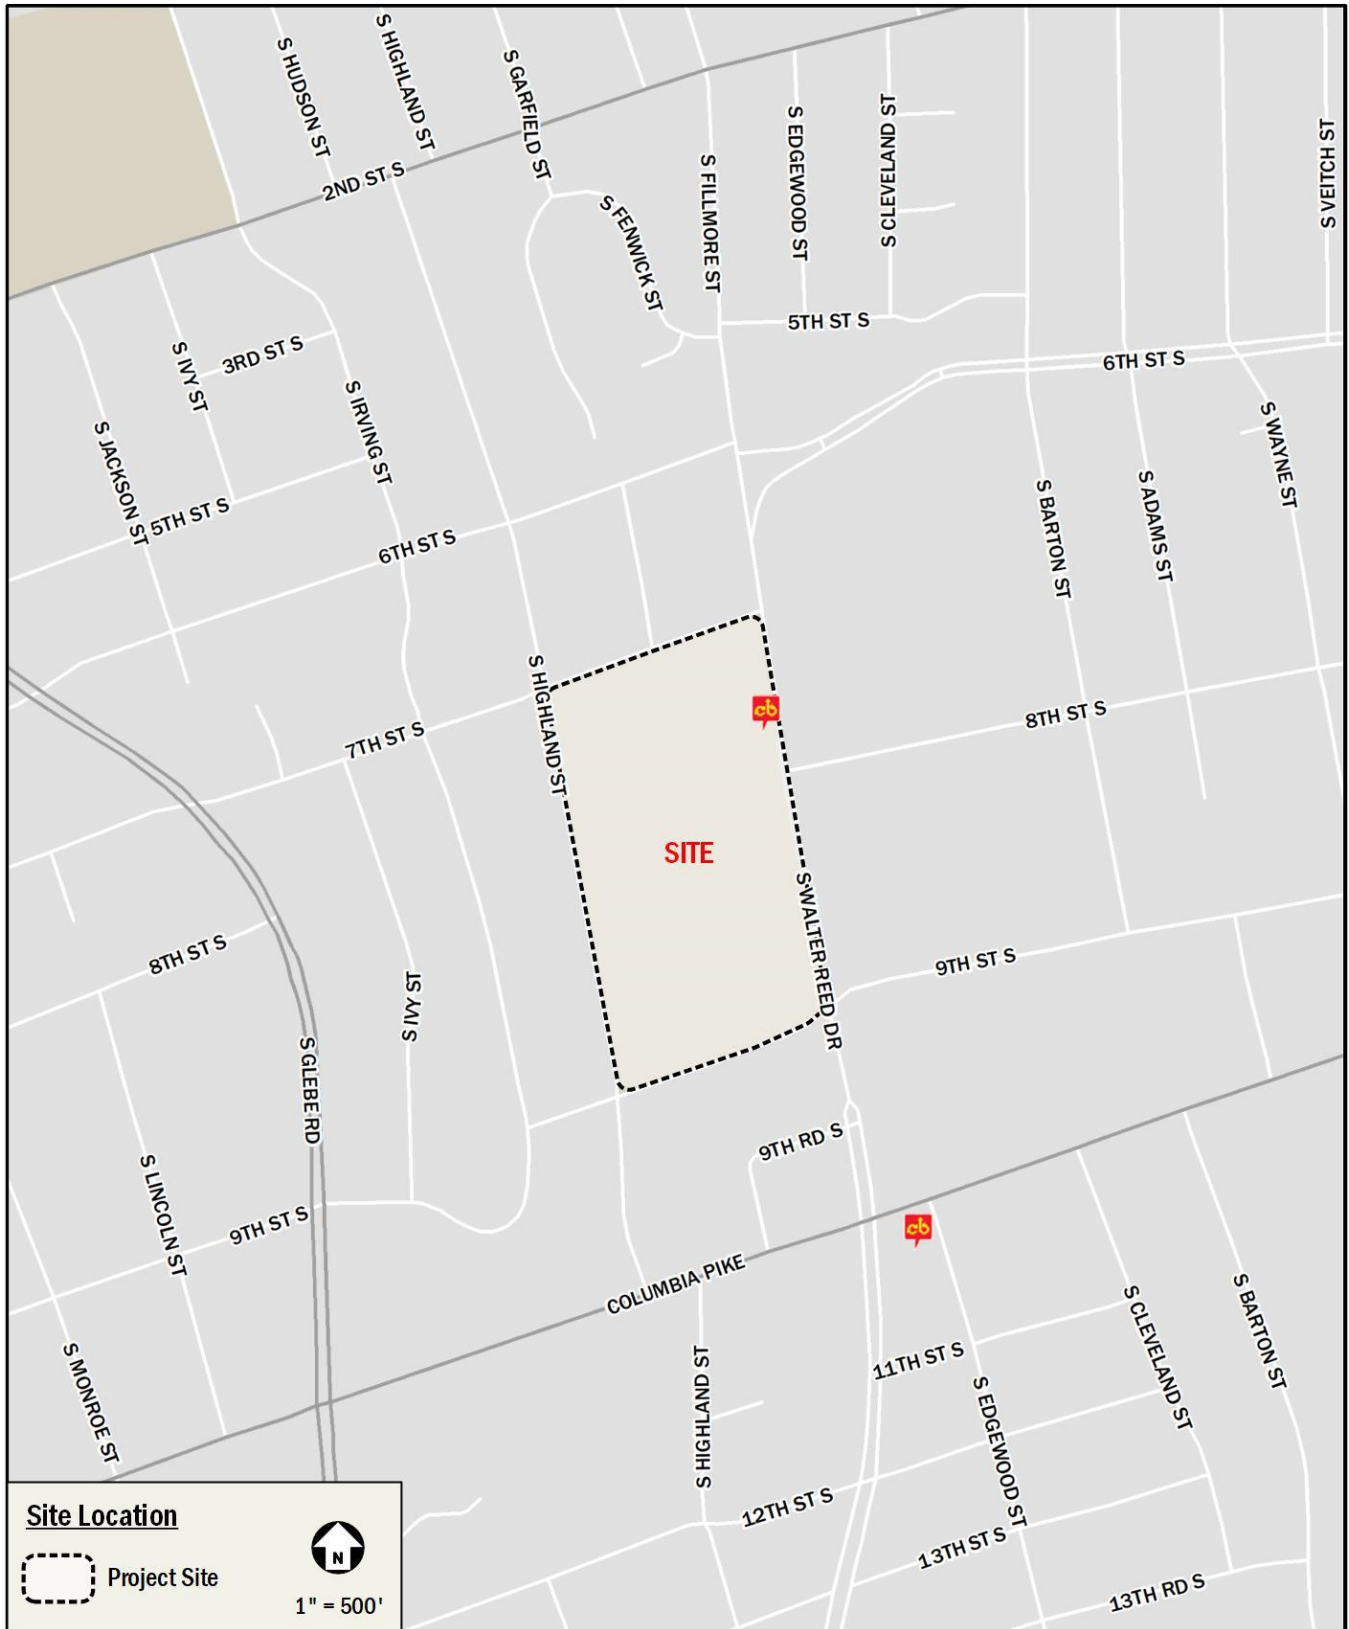 S HUDSON ST
S HIGHLAND ST
S GARFIELD ST
S FILLMORE ST
S EDGEWOOD ST
S CLEVELAND ST
S VEITCH ST
2ND ST S
S FENWICK ST
5TH ST S
3RD ST S
S IVY ST
S IRVING ST
6TH ST S
S JACKSON ST
5TH ST S
6TH ST S
S BARTON ST
S ADAMS ST
S WAYNE ST
S HIGHLAND ST
7TH ST S
cb
8TH ST S
SITE
S WALTER REED DR
8TH ST S
S IVY ST
9TH ST S
S GLEBE RD
9TH RD S
S LINCOLN ST
9TH ST S
cb
COLUMBIA PIKE
S MONROE ST
S HIGHLAND ST
11TH ST S
S EDGEWOOD ST
S CLEVELAND ST
S BARTON ST
12TH ST S
13TH ST S
13TH RD S
Site Location
N
Project Site
1" = 500'